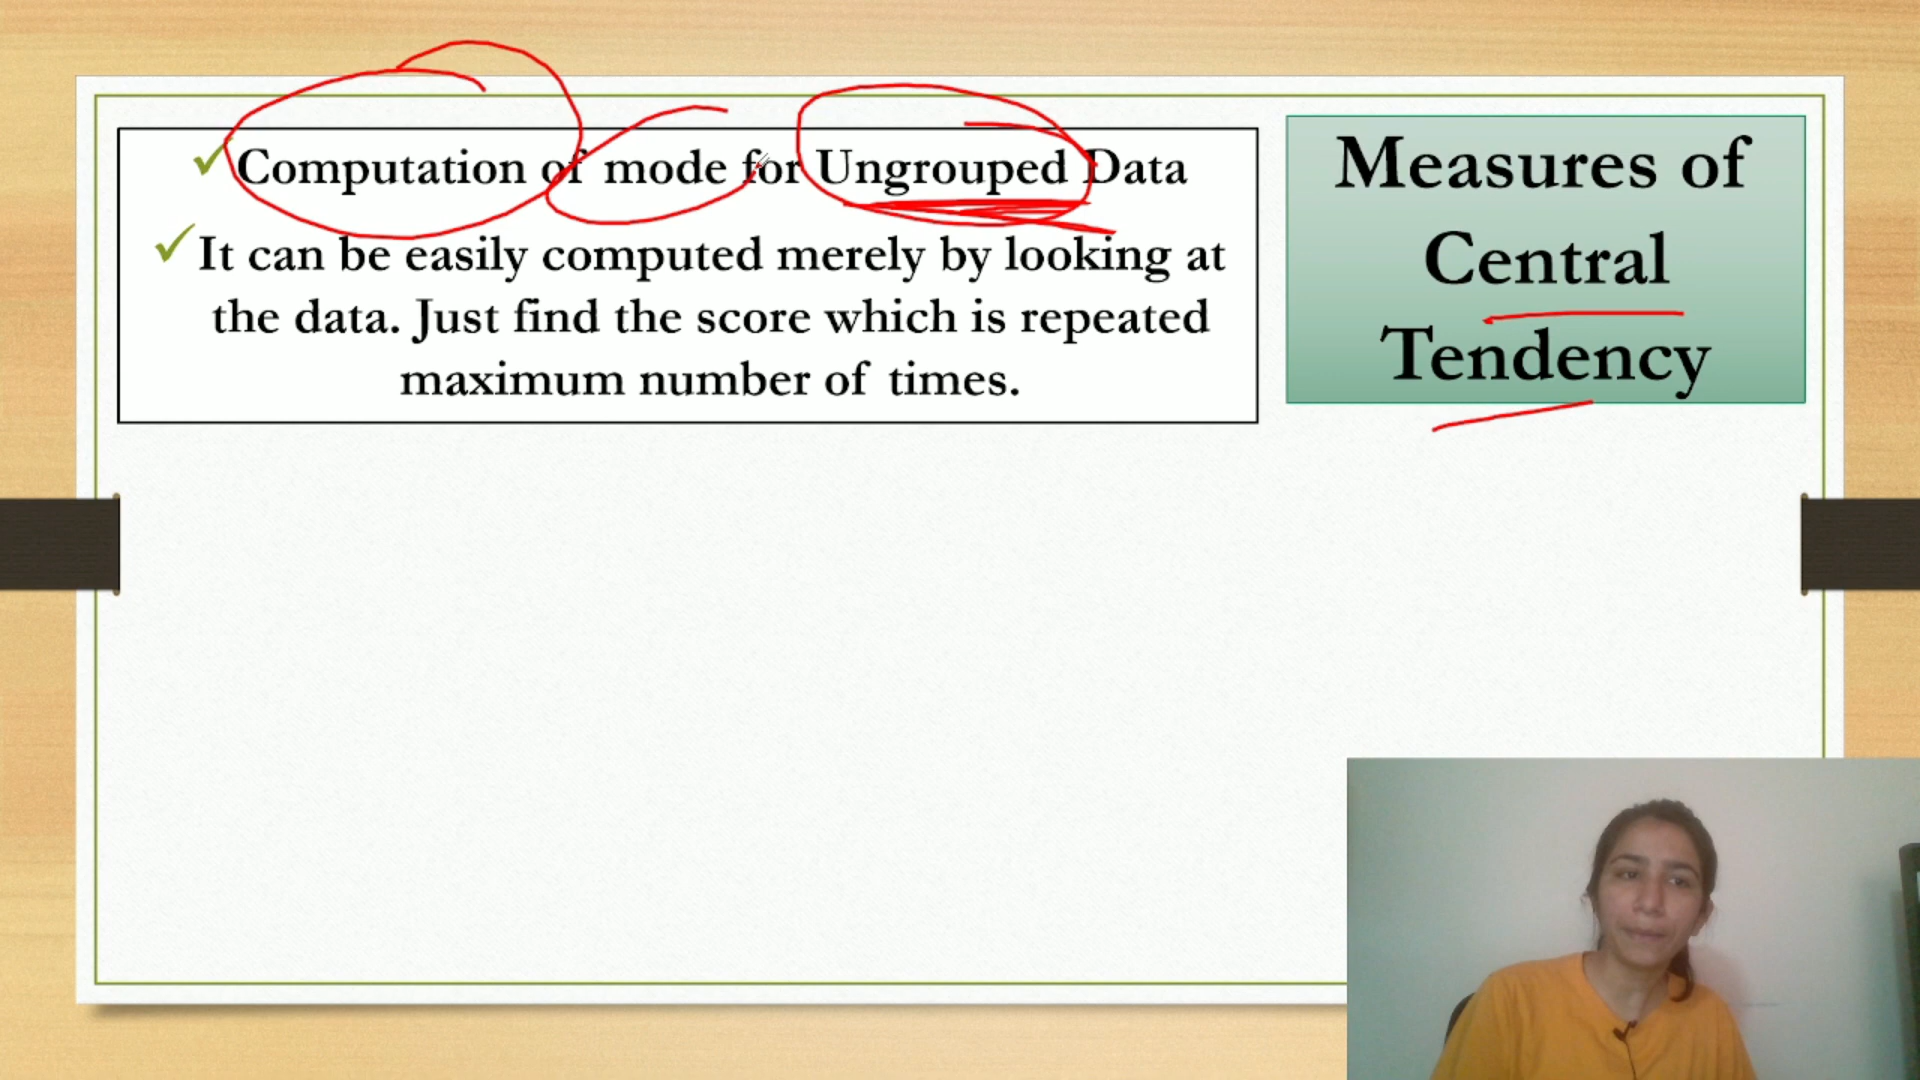 ✓Computation of mode for Ungrouped Data
✓It can be easily computed merely by looking at
the data. Just find the score which is repeated
maximum number of times.
Measures of
Central
Tendency